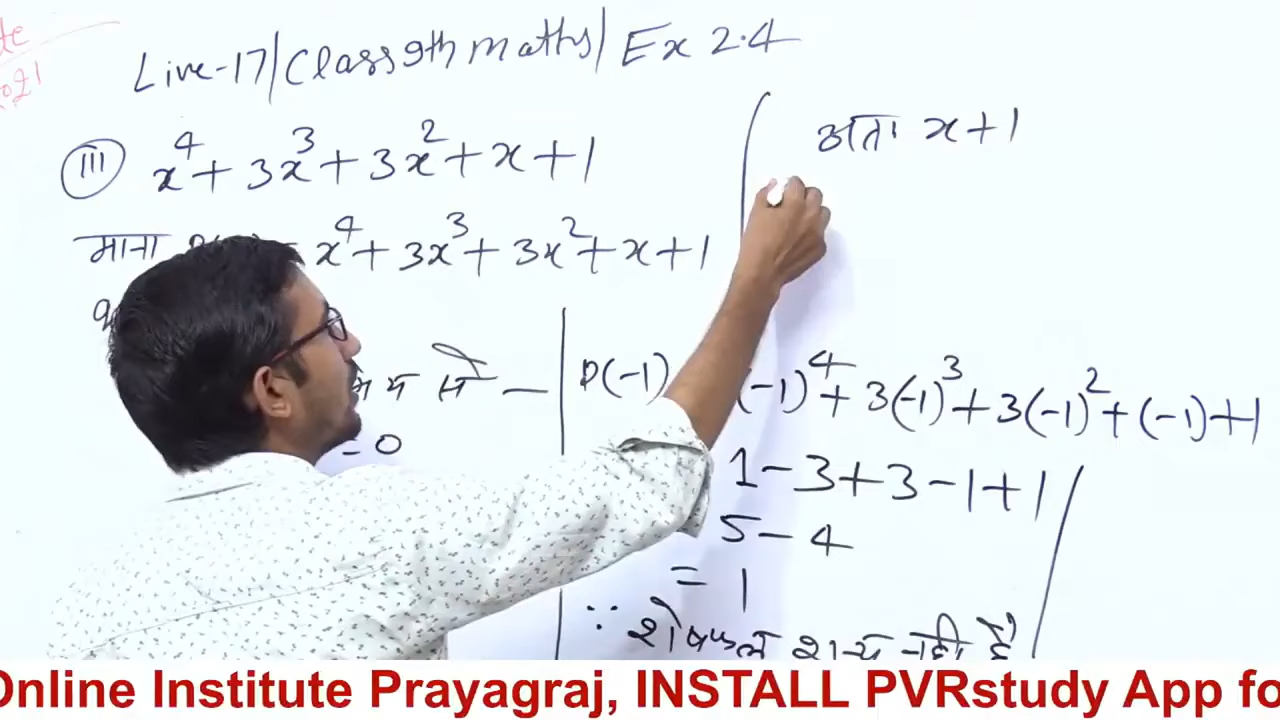 Live-17/Class 9th maths/ Ex 2.4
(III) x⁴ + 3x³ + 3x² + x + 1
माना x⁴ + 3x³ + 3x² + x + 1
= 0
P(-1) (-1)⁴ + 3(-1)³ + 3(-1)² + (-1) + 1
1 - 3 + 3 - 1 + 1
5 - 4
= 1
∵ शेषफल शून्य नहीं है
अतः x + 1
Online Institute Prayagraj, INSTALL PVRstudy App fo